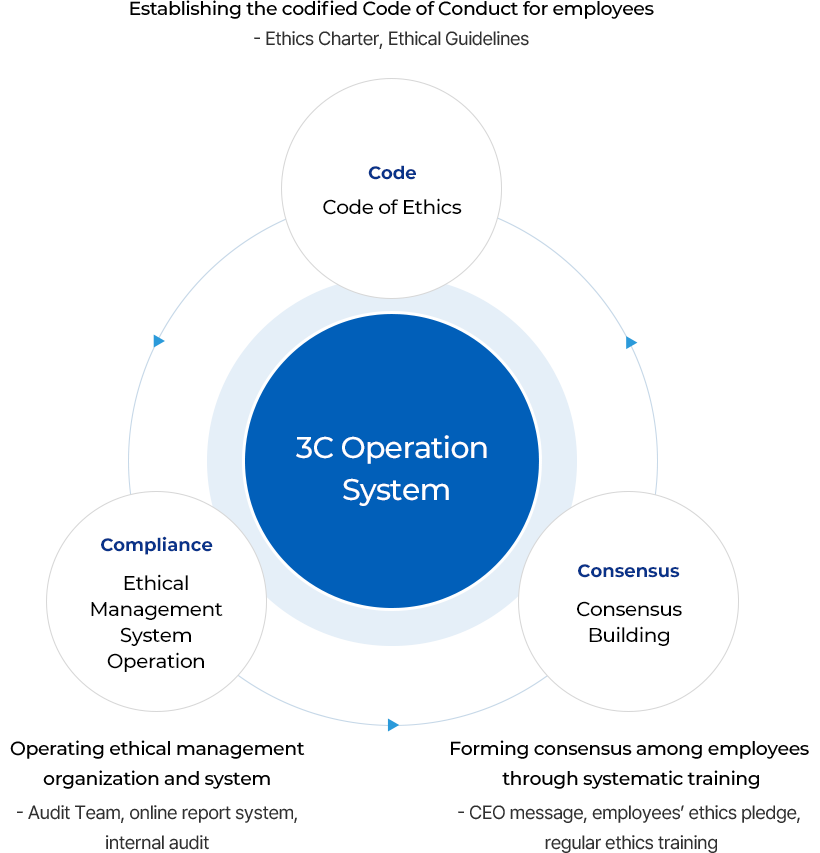 Establishing the codified Code of Conduct for employees
- Ethics Charter, Ethical Guidelines
Code
Code of Ethics
3C Operation
System
Compliance
Ethical
Management
System
Operation
Consensus
Consensus
Building
Operating ethical management
organization and system
- Audit Team, online report system,
internal audit
Forming consensus among employees
through systematic training
- CEO message, employees’ ethics pledge,
regular ethics training